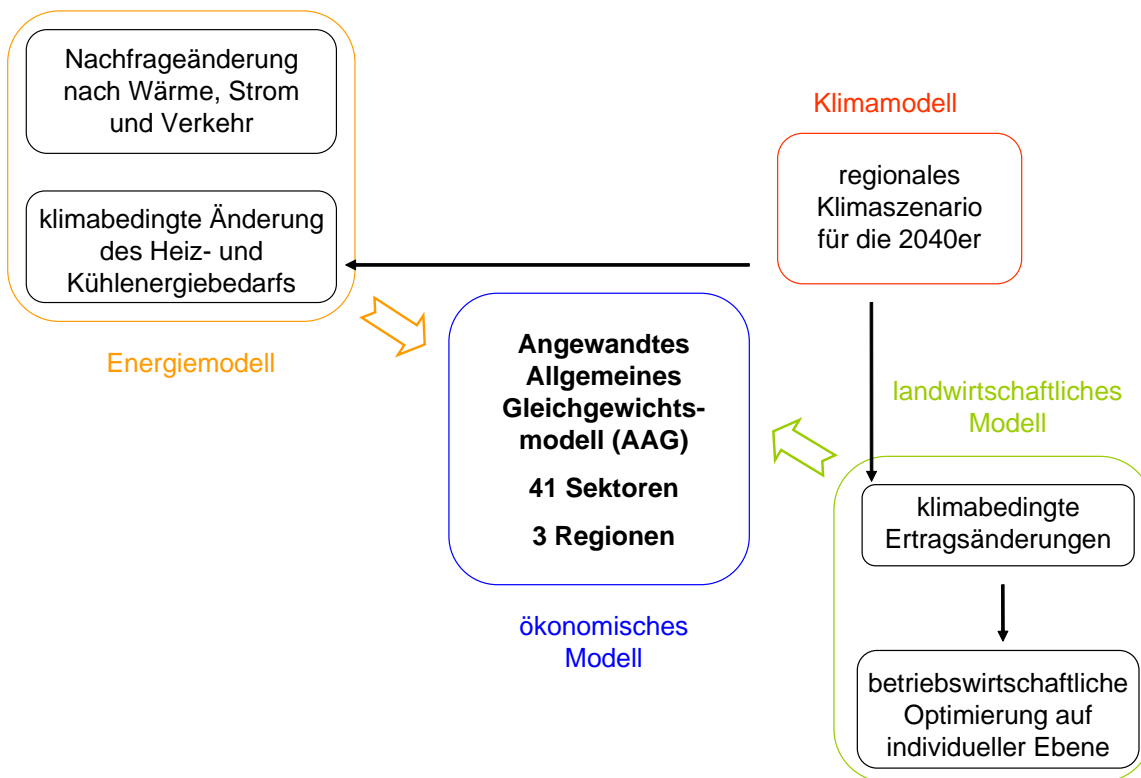 Nachfrageänderung
nach Wärme, Strom
und Verkehr
klimabedingte Änderung
des Heiz- und
Kühlenergiebedarfs
Energiemodell
Klimamodell
regionales
Klimaszenario
für die 2040er
Angewandtes
Allgemeines
Gleichgewichts-
modell (AAG)
41 Sektoren
3 Regionen
ökonomisches
Modell
landwirtschaftliches
Modell
klimabedingte
Ertragsänderungen
betriebswirtschaftliche
Optimierung auf
individueller Ebene